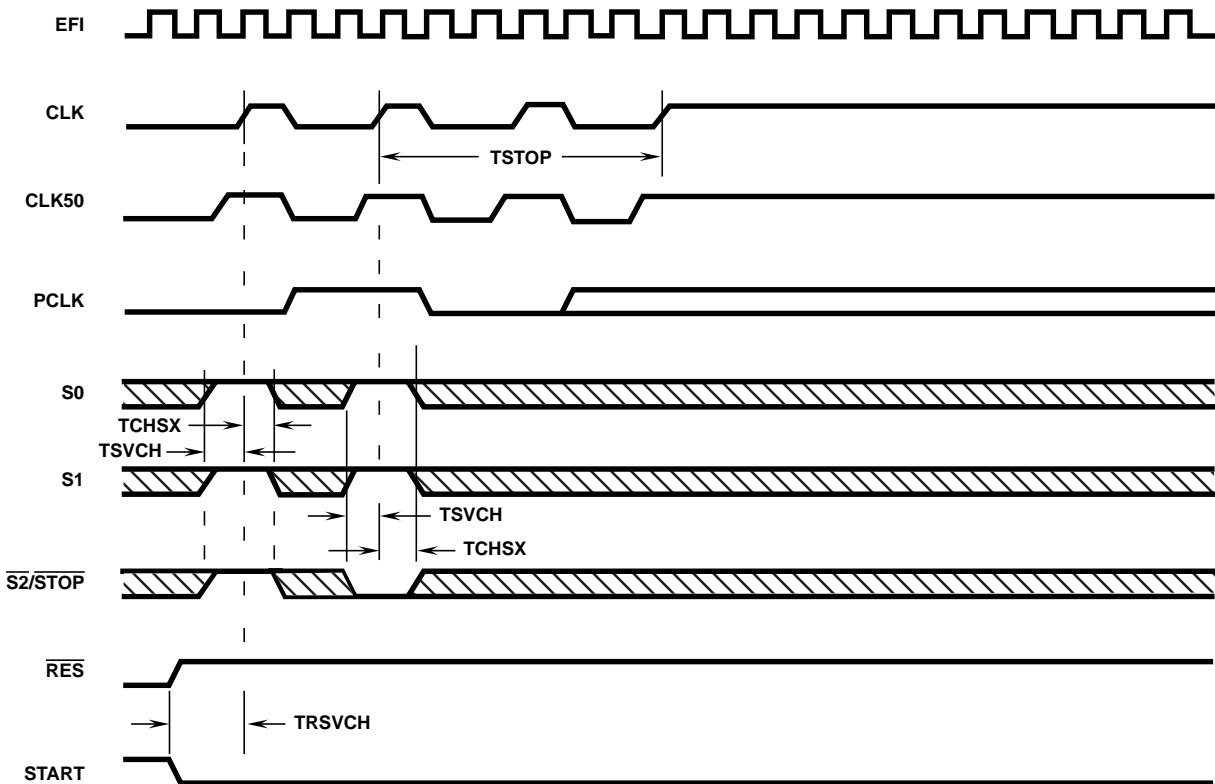 EFI
CLK
TSTOP
CLK50
PCLK
S0
TCHSX
TSVCH
S1
TSVCH
TCHSX
S2/STOP
RES
TRSVCH
START